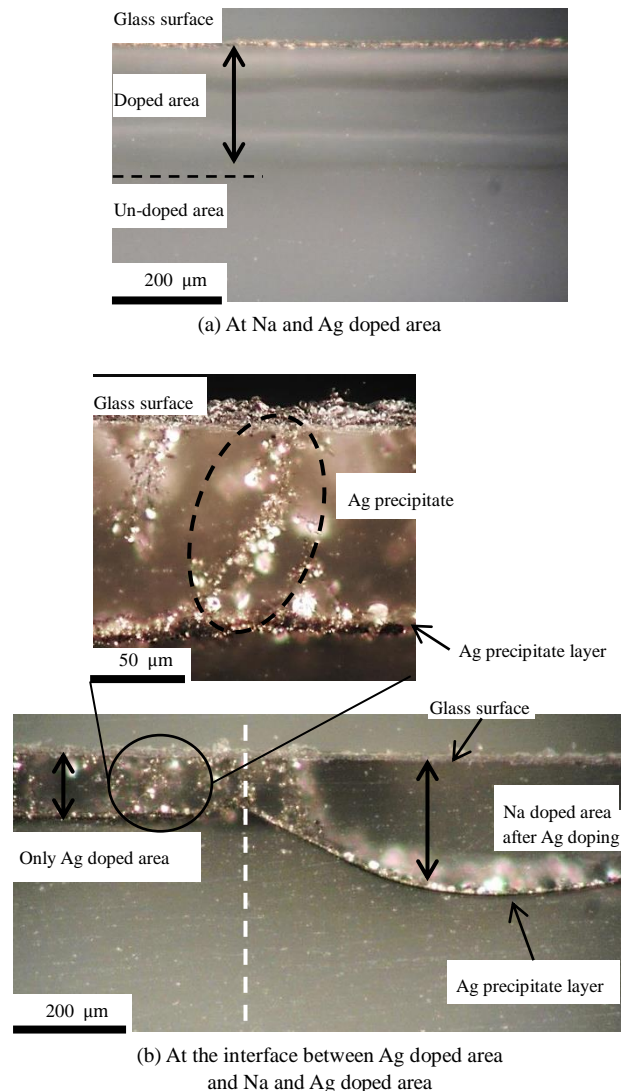 Glass surface
Doped area
Un-doped area
200 μm
(a) At Na and Ag doped area
Glass surface
Ag precipitate
Ag precipitate layer
50 μm
Glass surface
Na doped area
after Ag doping
Only Ag doped area
Ag precipitate layer
200 μm
(b) At the interface between Ag doped area
and Na and Ag doped area